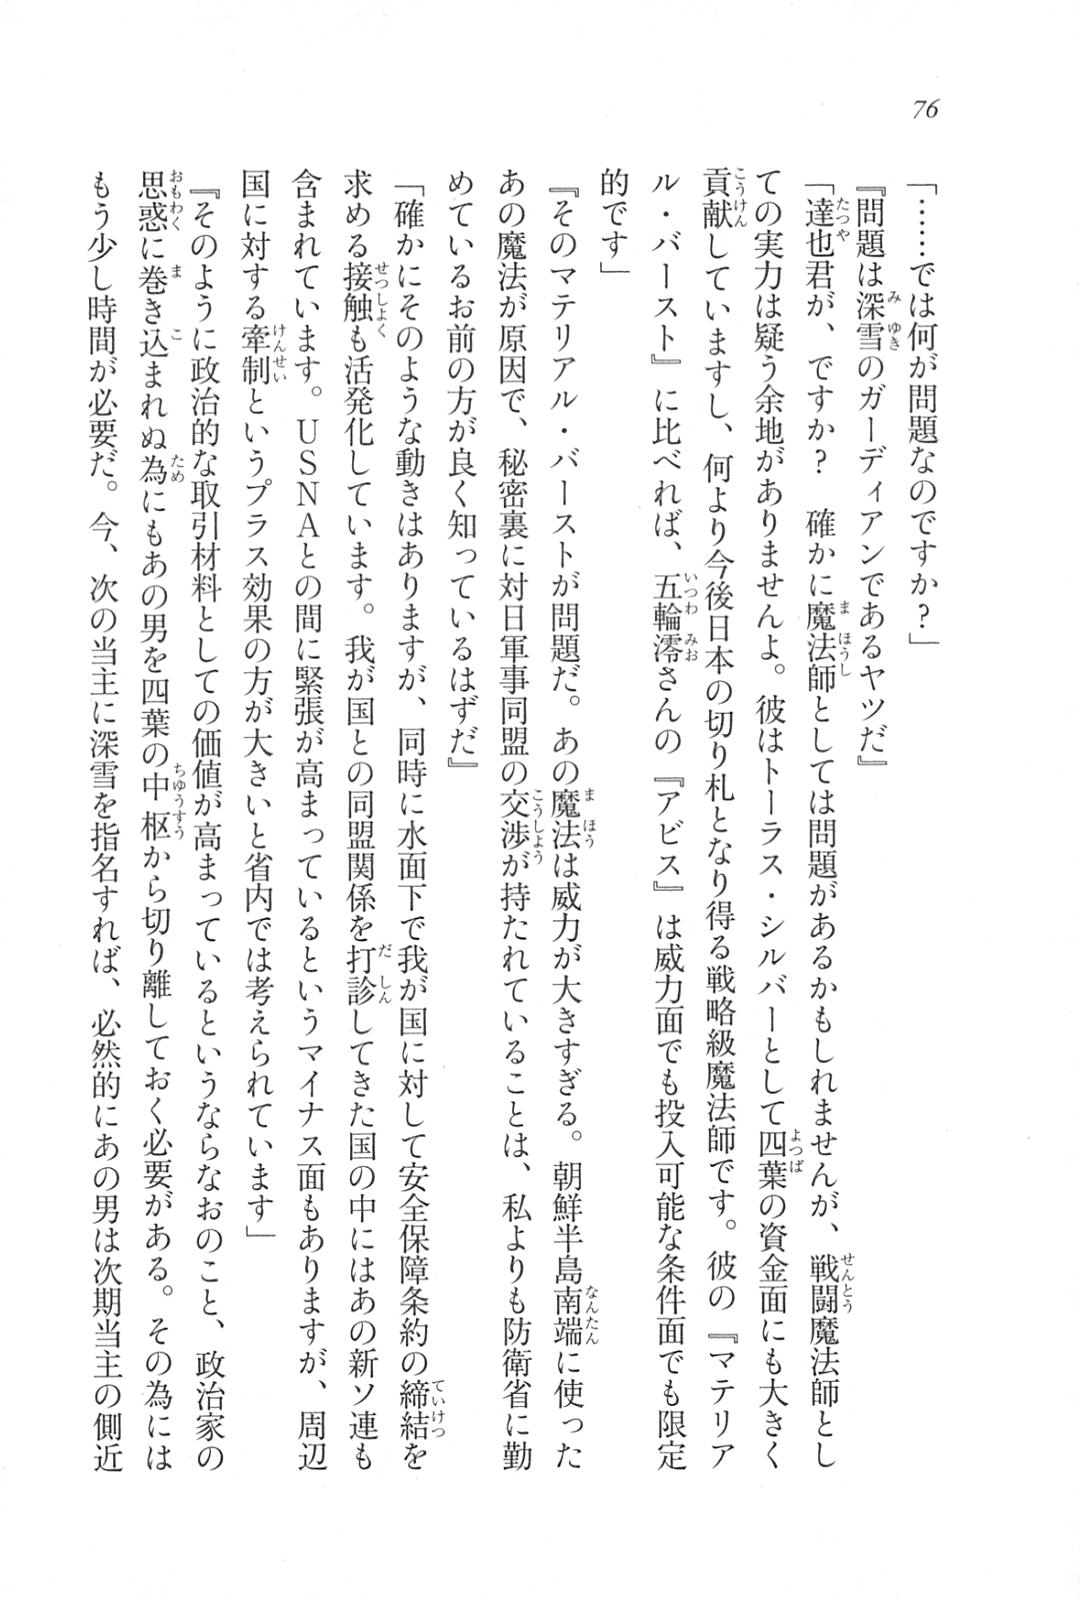 76
「……では何が問題なのですか?」
『問題は深雪のガーディアンであるヤツだ』
「達也君が、ですか? 確かに魔法師としては問題があるかもしれませんが、戦闘魔法師とし
ての実力は疑う余地がありませんよ。彼はトーラス・シルバーとして四葉の資金面にも大きく
貢献していますし、何より今後日本の切り札となり得る戦略級魔法師です。彼の『マテリア
ル・バースト』に比べれば、五輪澪さんの『アビス』は威力面でも投入可能な条件面でも限定
的です」
『そのマテリアル・バーストが問題だ。あの魔法は威力が大きすぎる。朝鮮半島南端に使った
あの魔法が原因で、秘密裏に対日軍事同盟の交渉が持たれていることは、私よりも防衛省に勤
めているお前の方が良く知っているはずだ』
「確かにそのような動きはありますが、同時に水面下で我が国に対して安全保障条約の締結を
求める接触も活発化しています。我が国との同盟関係を打診してきた国の中にはあの新ソ連も
含まれています。USNAとの間に緊張が高まっているというマイナス面もありますが、周辺
国に対する牽制というプラス効果の方が大きいと省内では考えられています」
『そのように政治的な取引材料としての価値が高まっているというならなおのこと、政治家の
思惑に巻き込まれぬ為にもあの男を四葉の中枢から切り離しておく必要がある。その為には
もう少し時間が必要だ。今、次の当主に深雪を指名すれば、必然的にあの男は次期当主の側近